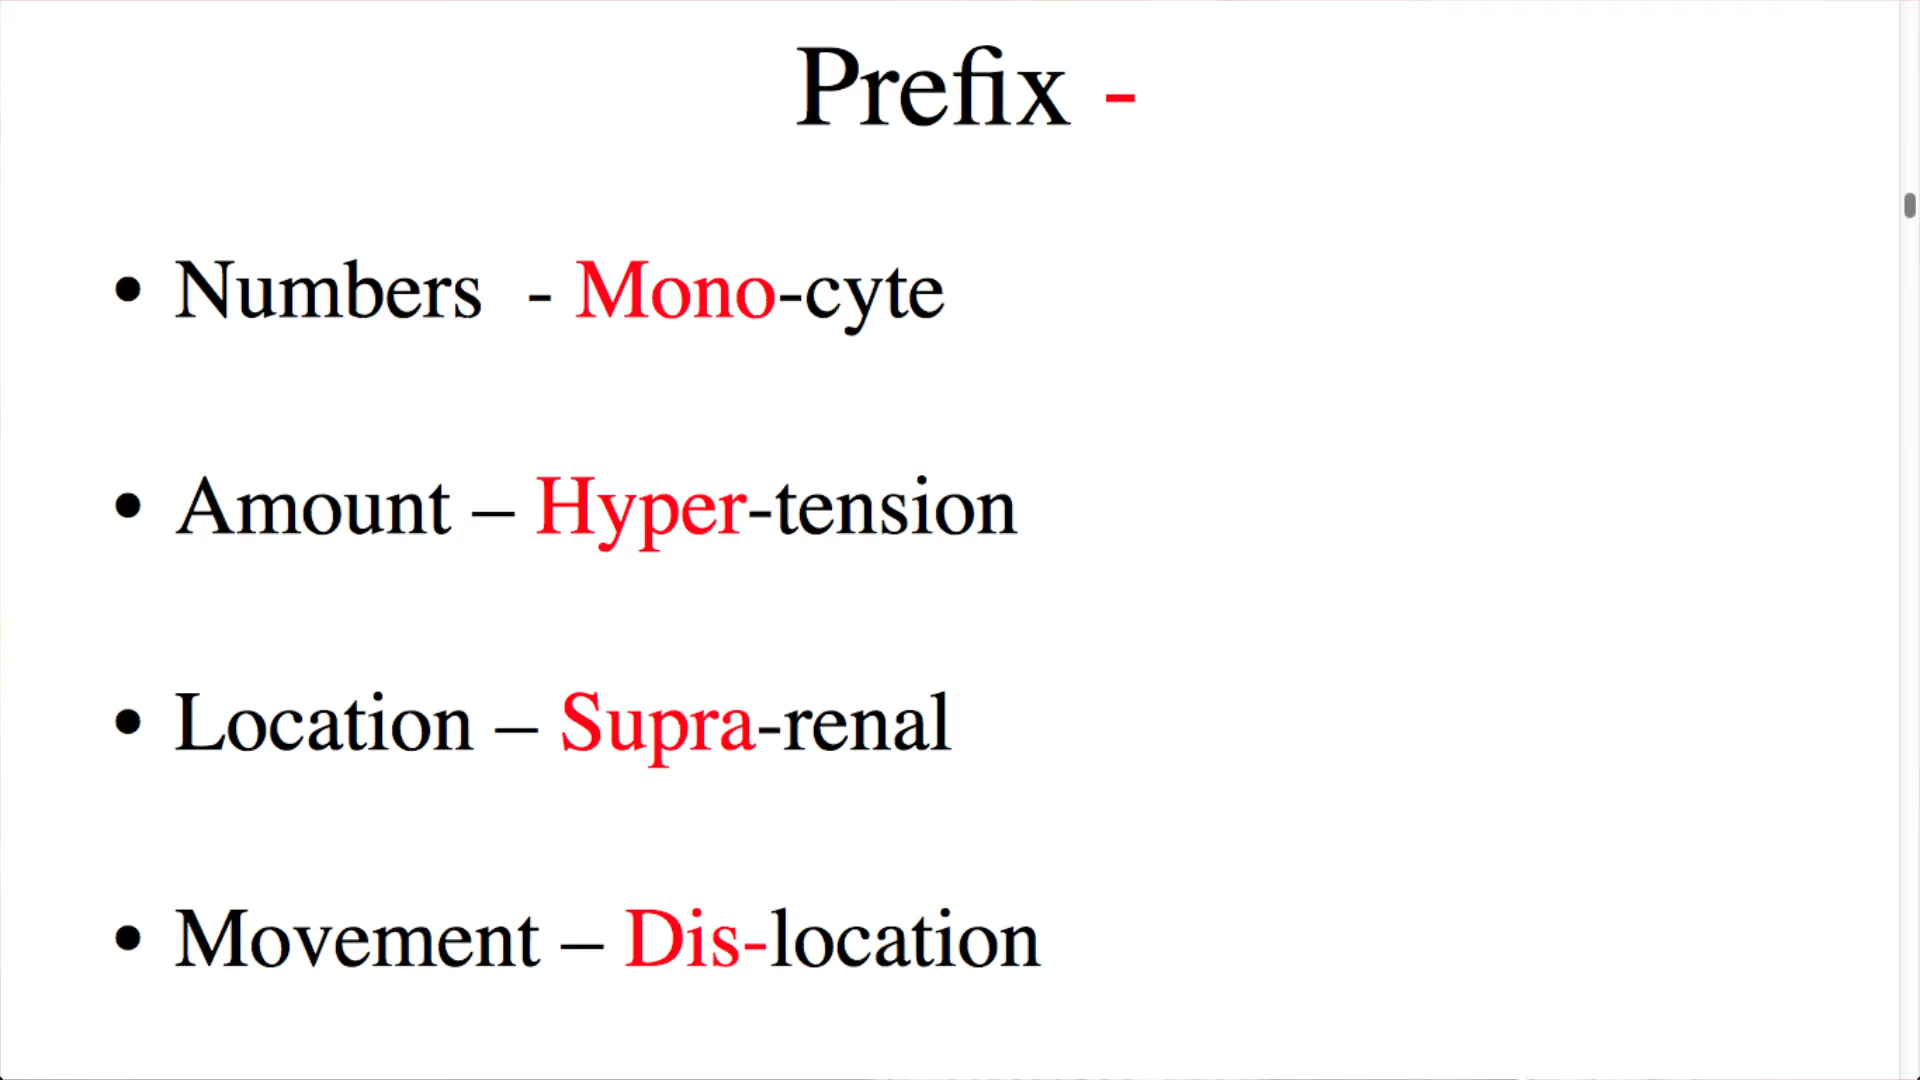 Prefix -
• Numbers - Mono-cyte
• Amount – Hyper-tension
• Location – Supra-renal
• Movement – Dis-location